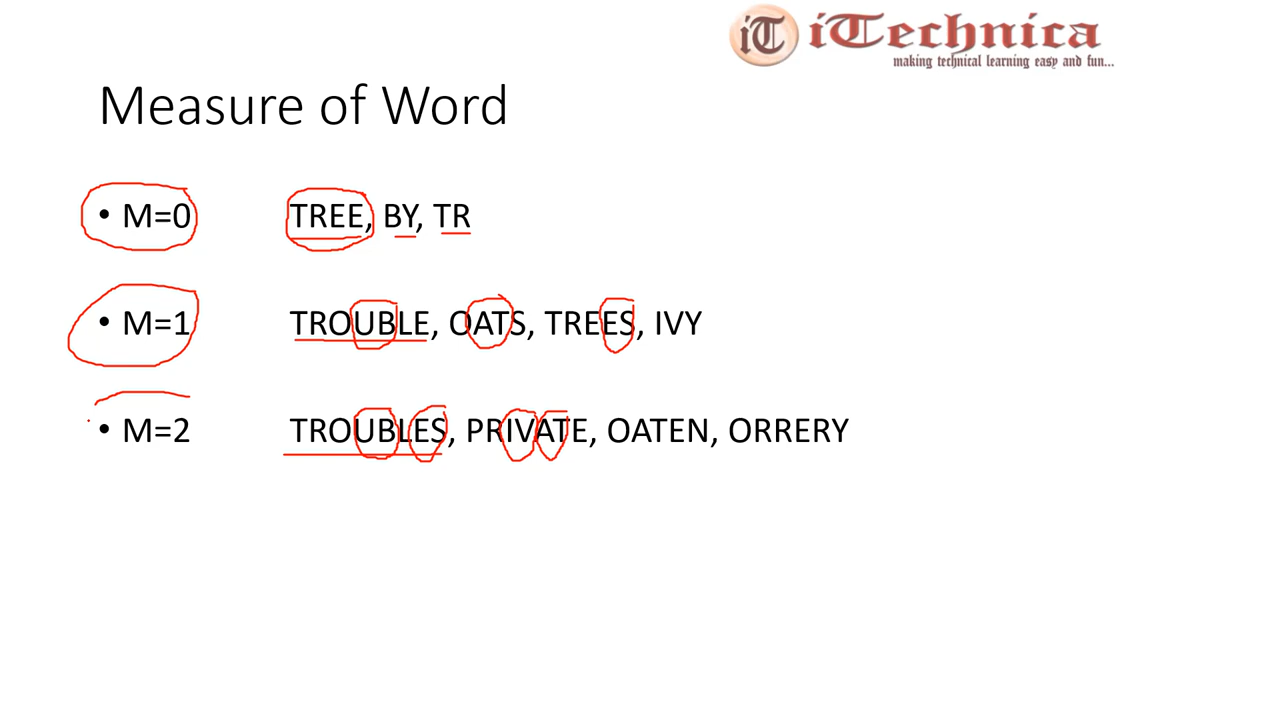 iT iTechnica
making technical learning easy and fun...
Measure of Word
• M=0 TREE, BY, TR
• M=1 TROUBLE, OATS, TREES, IVY
• M=2 TROUBLES, PRIVATE, OATEN, ORRERY